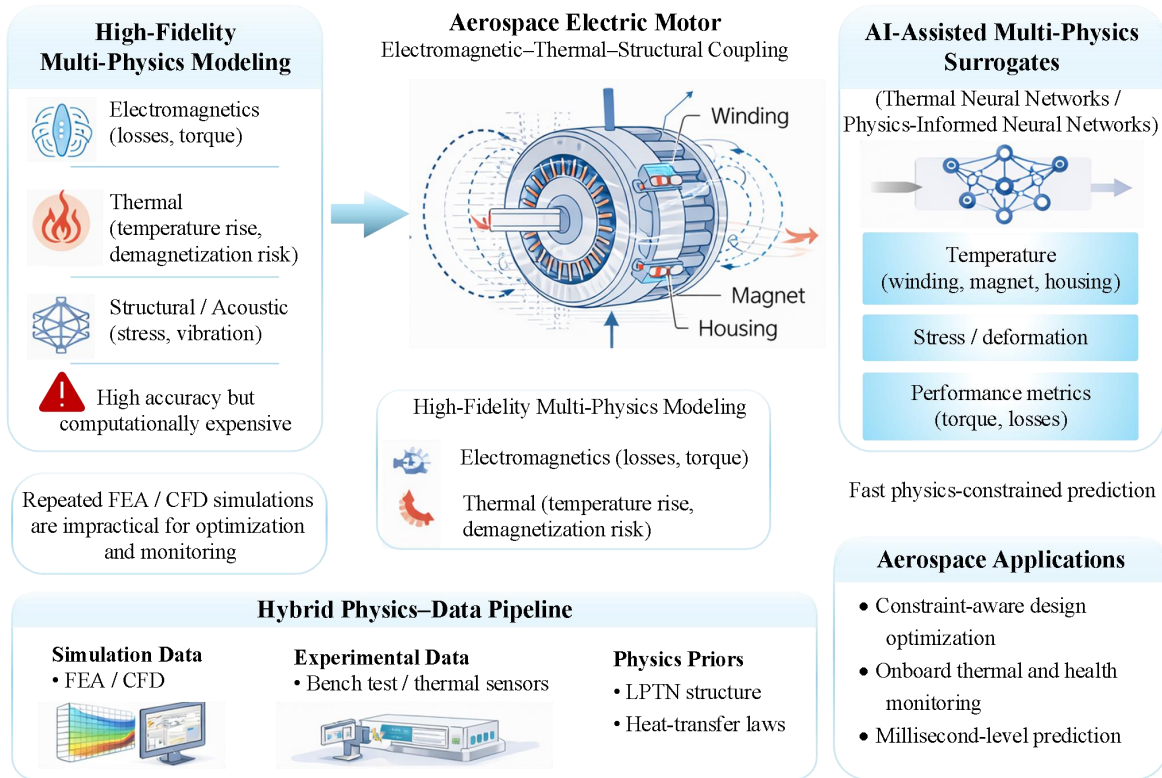 High-Fidelity
Multi-Physics Modeling
Electromagnetics
(losses, torque)
Thermal
(temperature rise,
demagnetization risk)
Structural / Acoustic
(stress, vibration)
High accuracy but
computationally expensive
Repeated FEA / CFD simulations
are impractical for optimization
and monitoring
Aerospace Electric Motor
Electromagnetic–Thermal–Structural Coupling
Winding
Magnet
Housing
High-Fidelity Multi-Physics Modeling
Electromagnetics (losses, torque)
Thermal (temperature rise,
demagnetization risk)
AI-Assisted Multi-Physics
Surrogates
(Thermal Neural Networks /
Physics-Informed Neural Networks)
Temperature
(winding, magnet, housing)
Stress / deformation
Performance metrics
(torque, losses)
Fast physics-constrained prediction
Hybrid Physics–Data Pipeline
Simulation Data
• FEA / CFD
Experimental Data
• Bench test / thermal sensors
Physics Priors
• LPTN structure
• Heat-transfer laws
Aerospace Applications
• Constraint-aware design
optimization
• Onboard thermal and health
monitoring
• Millisecond-level prediction